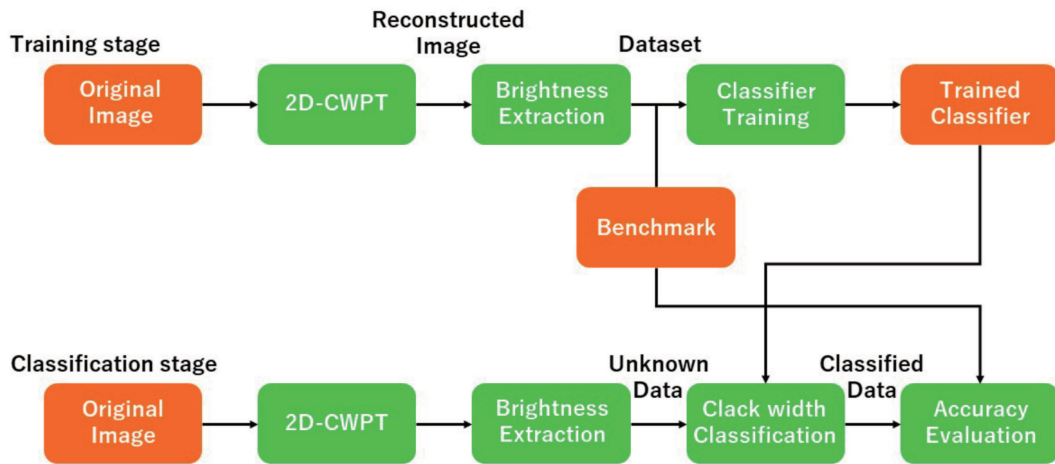 Training stage
Reconstructed
Image
Dataset
Original
Image
2D-CWPT
Brightness
Extraction
Classifier
Training
Trained
Classifier
Benchmark
Classification stage
Unknown
Data
Classified
Data
Original
Image
2D-CWPT
Brightness
Extraction
Clack width
Classification
Accuracy
Evaluation